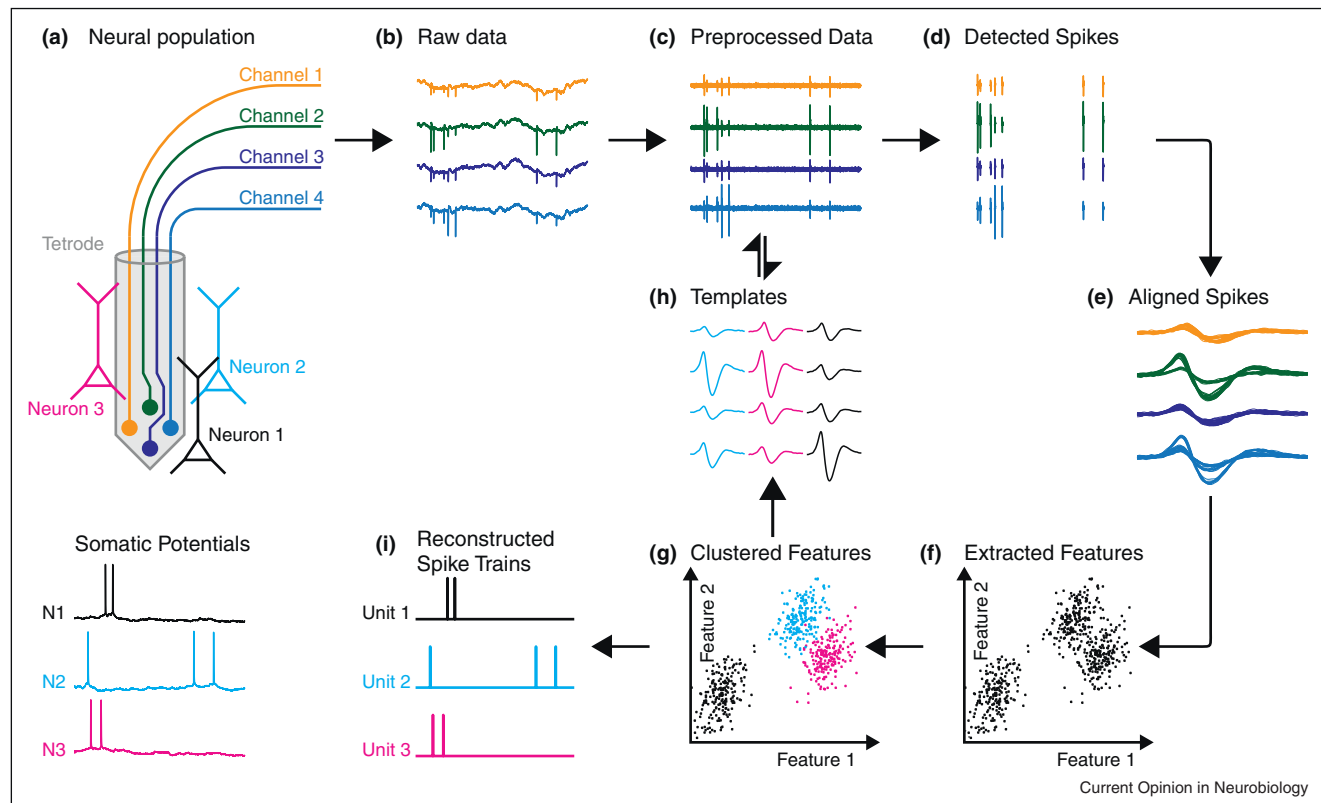 (a) Neural population
(b) Raw data
(c) Preprocessed Data
(d) Detected Spikes
Channel 1
Channel 2
Channel 3
Channel 4
Tetrode
Neuron 2
Neuron 3
Neuron 1
(h) Templates
(e) Aligned Spikes
Somatic Potentials
N1
N2
N3
(i) Reconstructed
Spike Trains
Unit 1
Unit 2
Unit 3
(g) Clustered Features
Feature 2
Feature 1
(f) Extracted Features
Feature 2
Feature 1
Current Opinion in Neurobiology